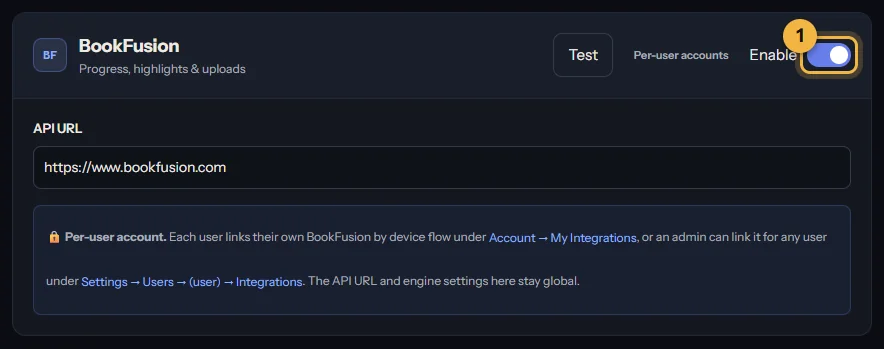 BF
BookFusion
Progress, highlights & uploads
Test
Per-user accounts
Enable
1
API URL
https://www.bookfusion.com
Per-user account. Each user links their own BookFusion by device flow under Account → My Integrations, or an admin can link it for any user
under Settings → Users → (user) → Integrations. The API URL and engine settings here stay global.